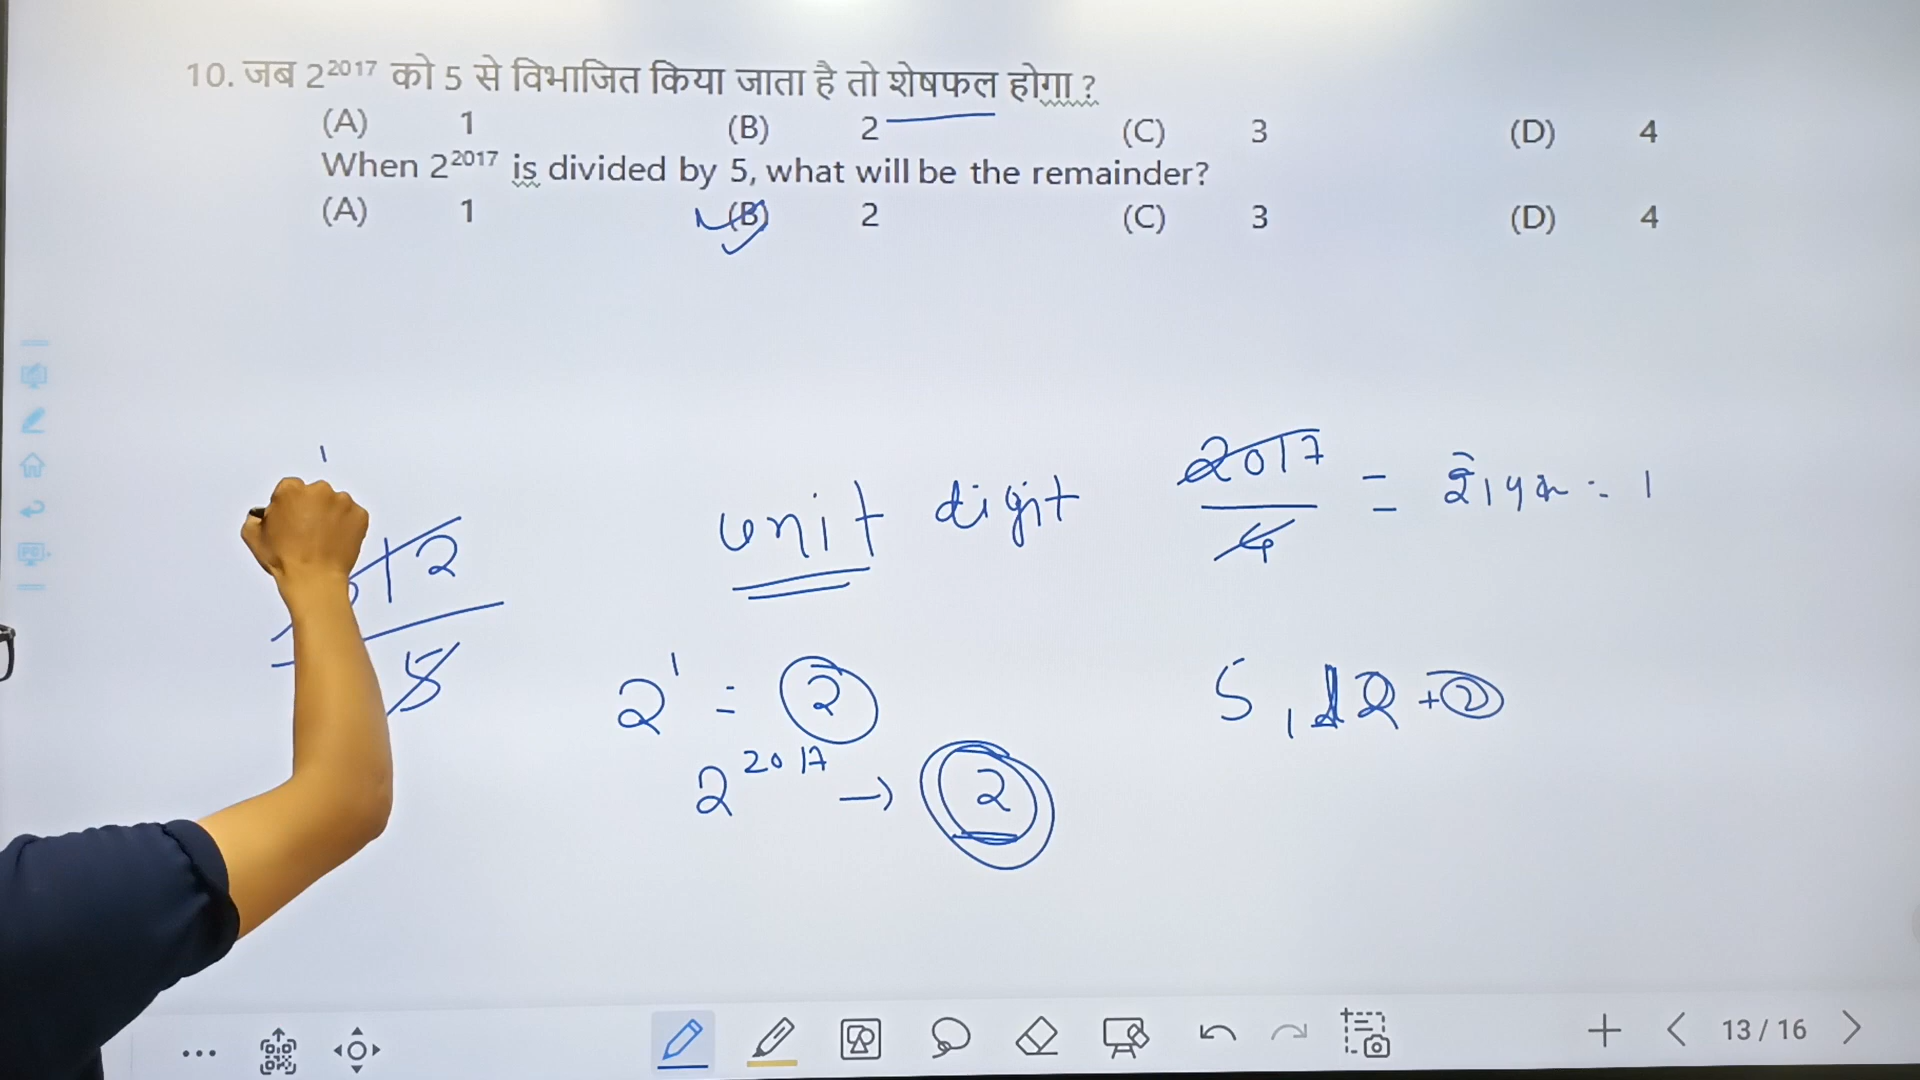 10. जब 2²⁰¹⁷ को 5 से विभाजित किया जाता है तो शेषफल होगा ?
(A) 1 (B) 2 (C) 3 (D) 4
When 2²⁰¹⁷ is divided by 5, what will be the remainder?
(A) 1 (B) 2 (C) 3 (D) 4
unit digit
2017 / 4 = 1
12
5
2¹ = 2
2²⁰¹⁷ → 2
5, 12 → 2
13 / 16